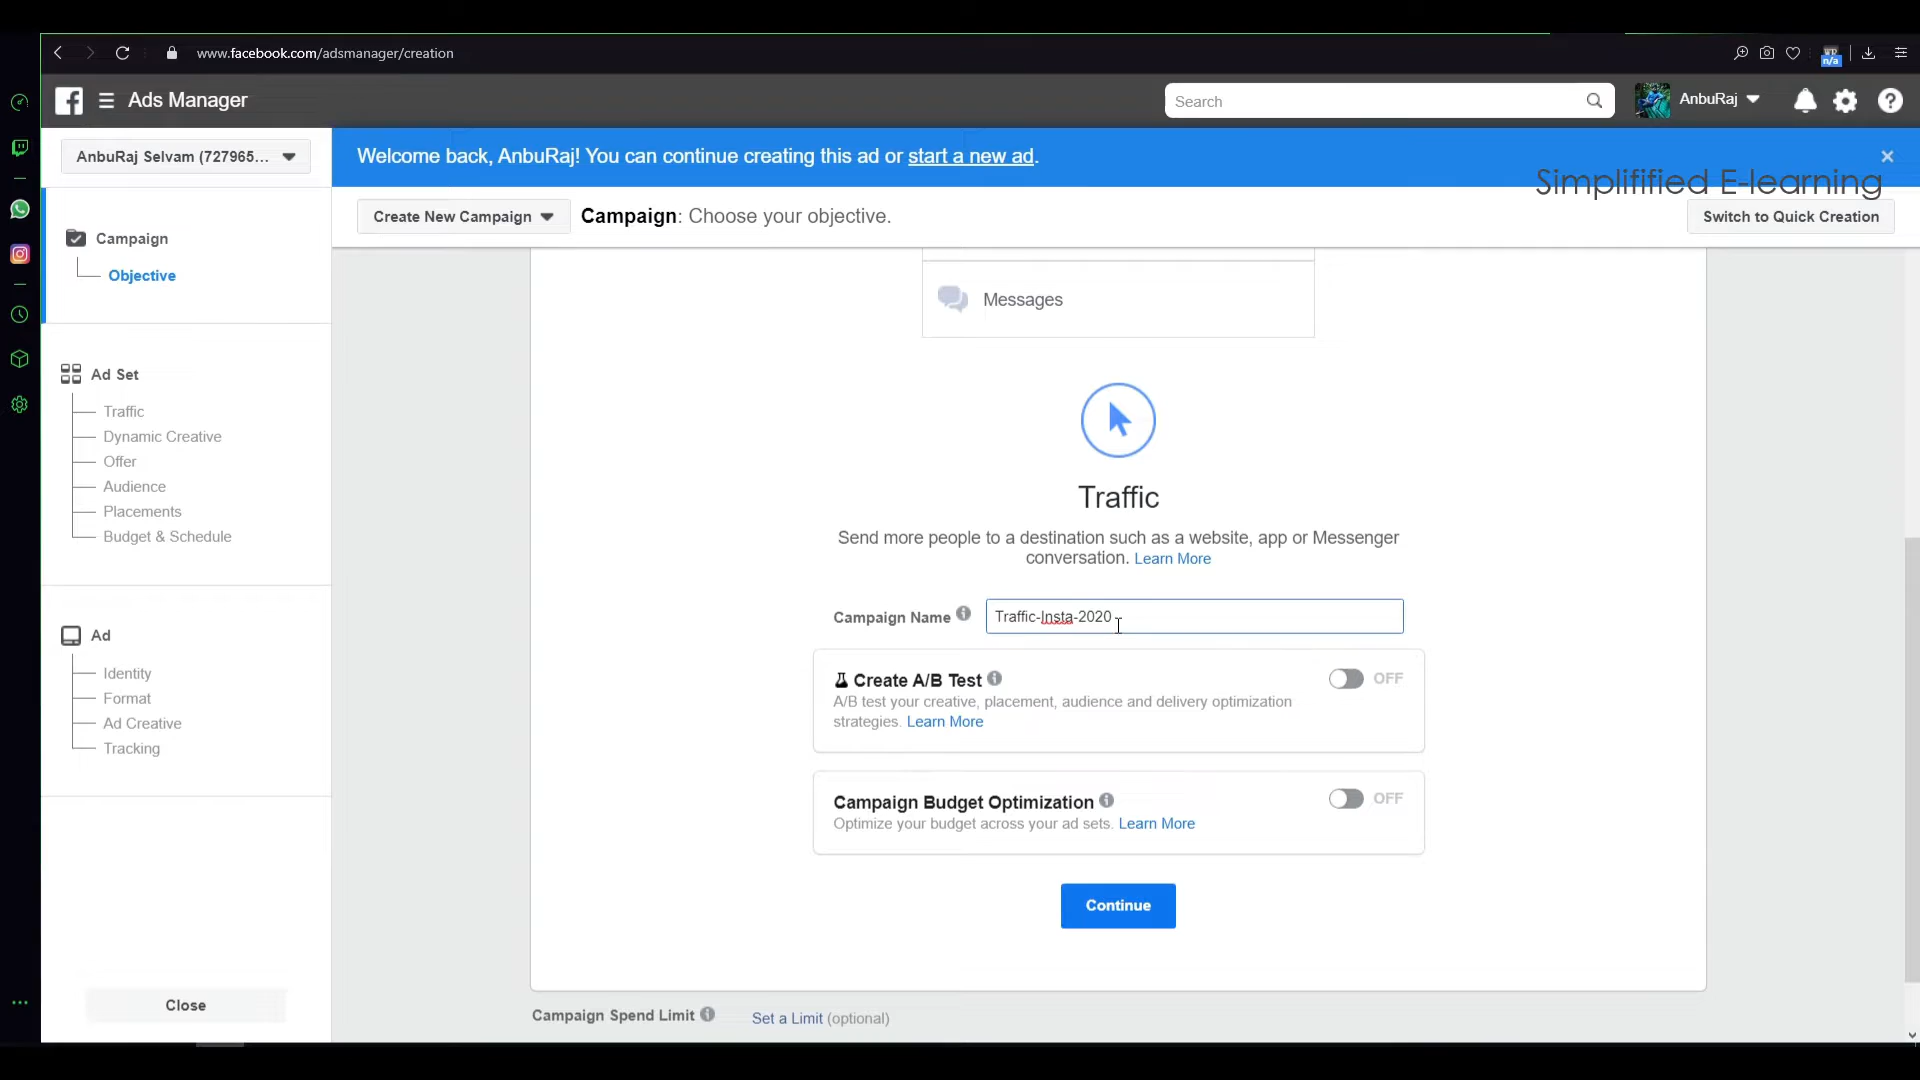 www.facebook.com/adsmanager/creation
n/a
Ads Manager
Search
AnbuRaj
AnbuRaj Selvam (727965...
Welcome back, AnbuRaj! You can continue creating this ad or start a new ad.
Simplifified E-learning
Create New Campaign
Campaign: Choose your objective.
Switch to Quick Creation
Campaign
Objective
Ad Set
Traffic
Dynamic Creative
Offer
Audience
Placements
Budget & Schedule
Ad
Identity
Format
Ad Creative
Tracking
Close
Messages
Traffic
Send more people to a destination such as a website, app or Messenger
conversation. Learn More
Campaign Name
Traffic-Insta-2020
Create A/B Test
OFF
A/B test your creative, placement, audience and delivery optimization
strategies. Learn More
Campaign Budget Optimization
OFF
Optimize your budget across your ad sets. Learn More
Continue
Campaign Spend Limit
Set a Limit (optional)